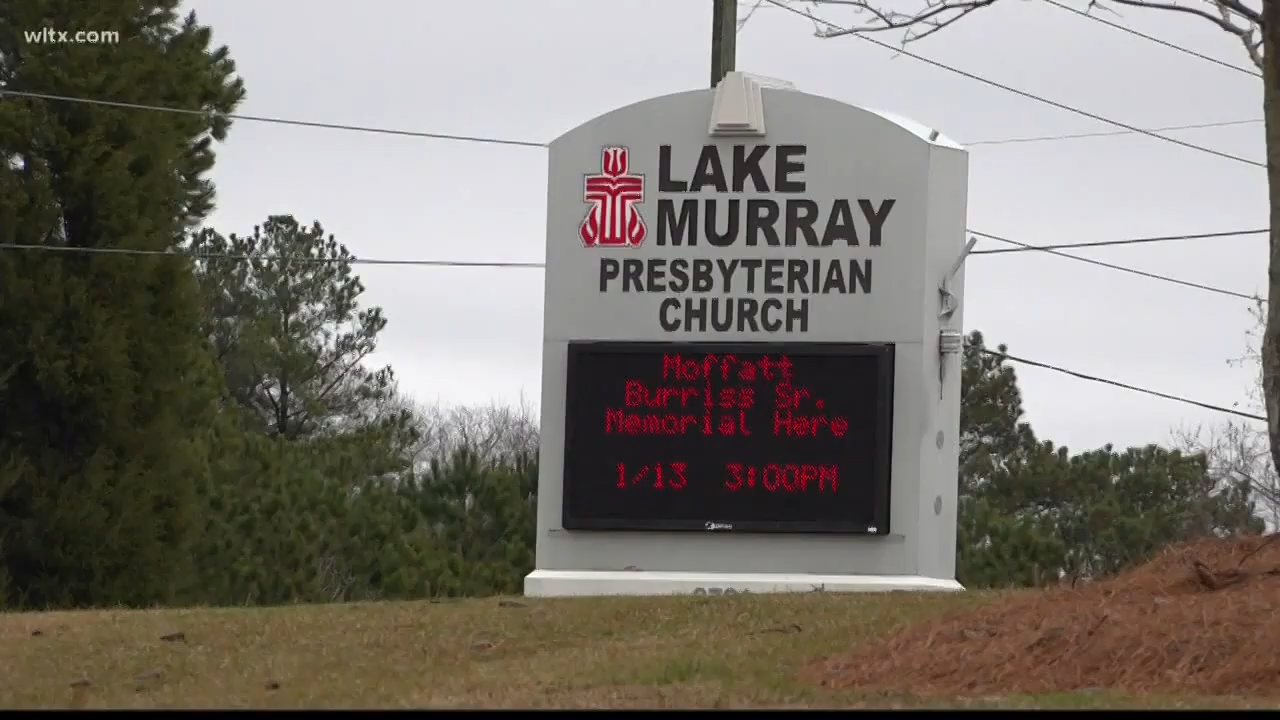 wltx.com
LAKE
MURRAY
PRESBYTERIAN
CHURCH
Moffatt
Burriss Sr.
Memorial Here
1/13 3:00PM